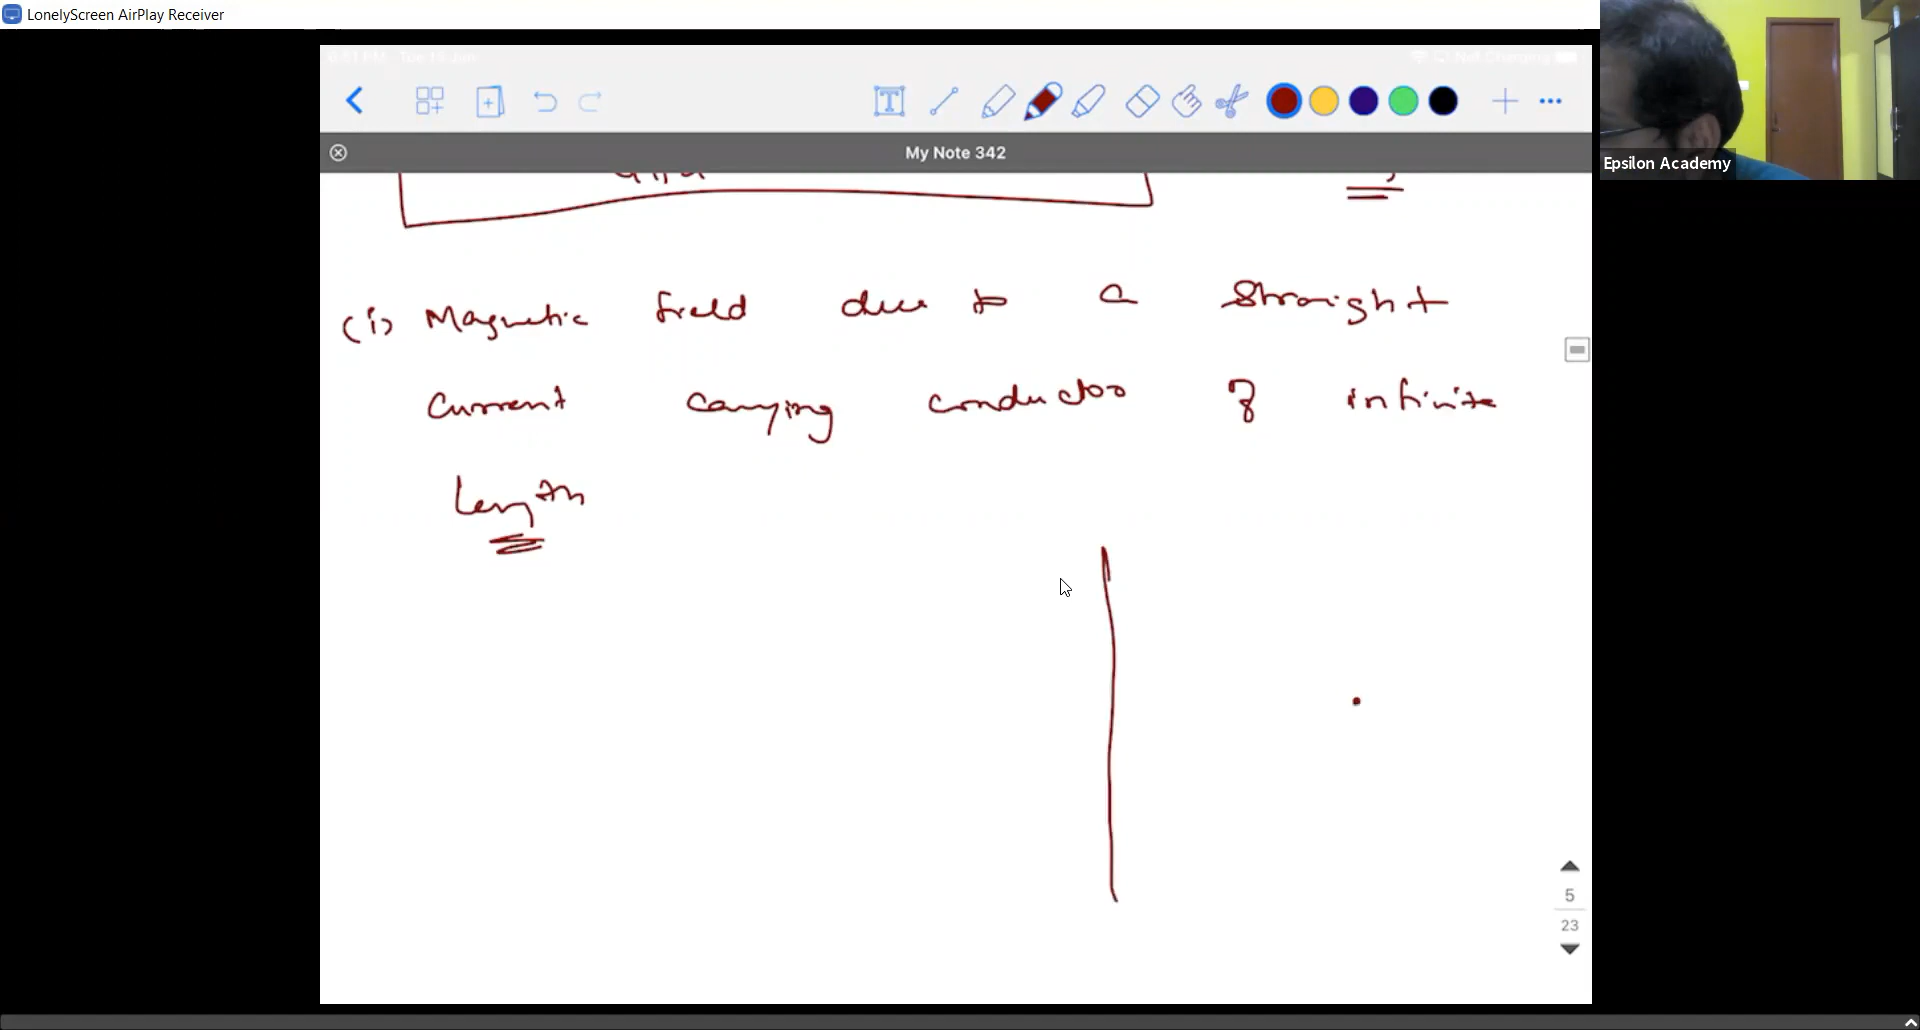 LonelyScreen AirPlay Receiver
My Note 342
Epsilon Academy
(i) Magnetic field due to a straight
current carrying conductor of infinite
length
5
23